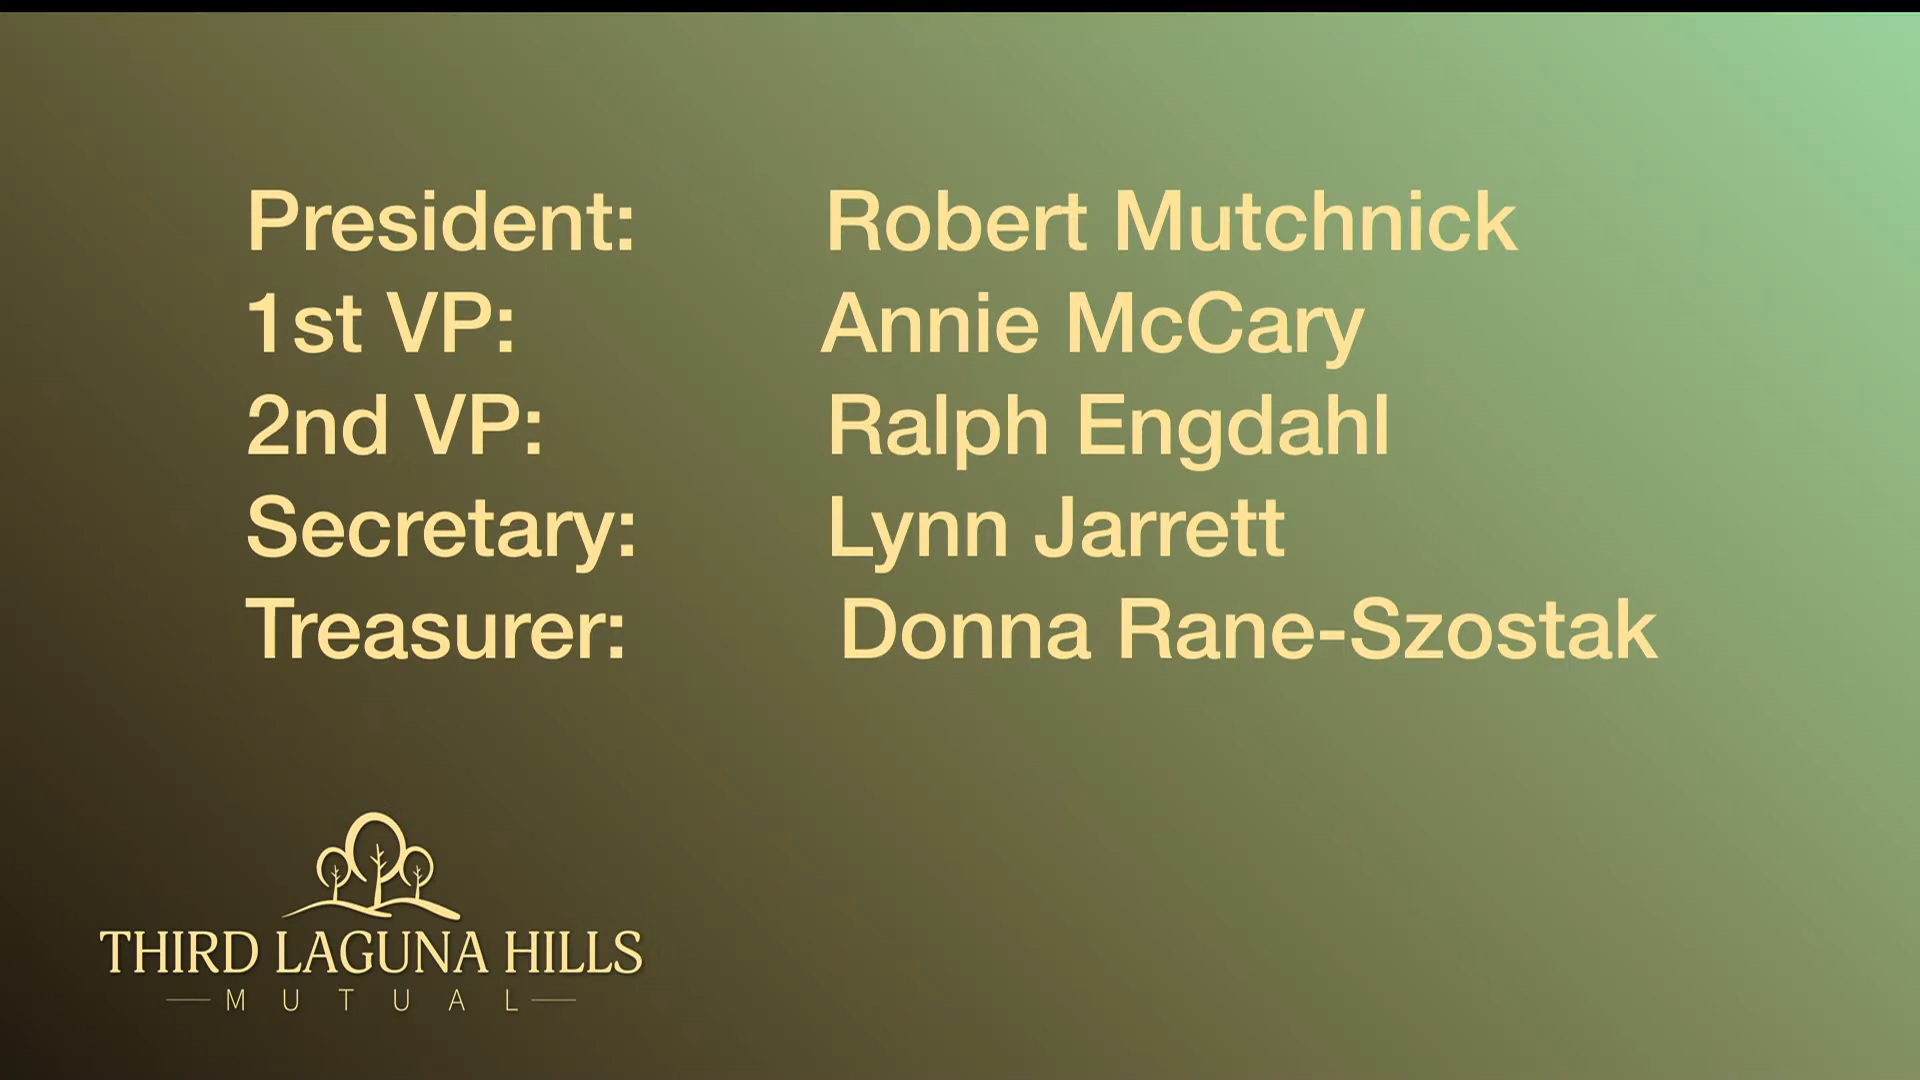 President: Robert Mutchnick
1st VP: Annie McCary
2nd VP: Ralph Engdahl
Secretary: Lynn Jarrett
Treasurer: Donna Rane-Szostak
THIRD LAGUNA HILLS
MUTUAL